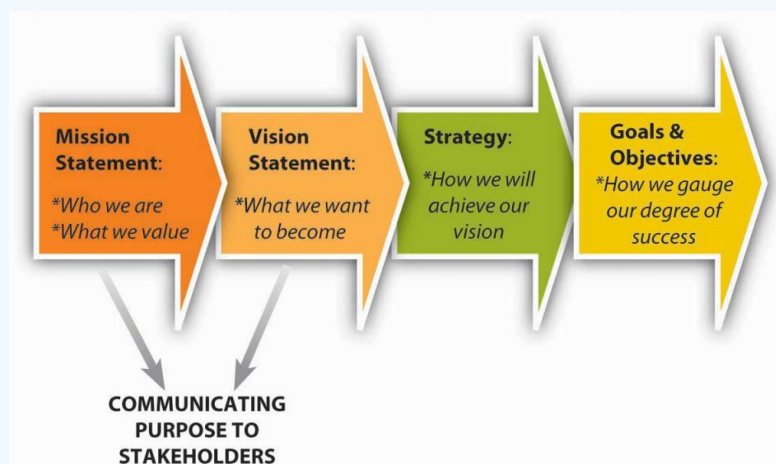 Mission
Statement:
*Who we are
*What we value
Vision
Statement:
*What we want
to become
Strategy:
*How we will
achieve our
vision
Goals &
Objectives:
*How we gauge
our degree of
success
COMMUNICATING
PURPOSE TO
STAKEHOLDERS